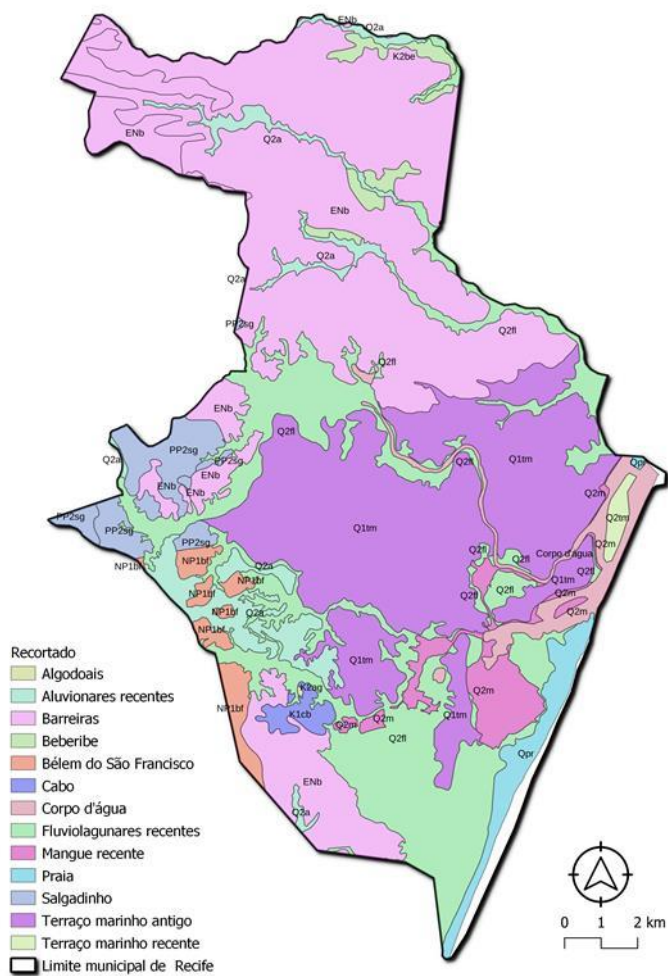 ENb
Q2a
K2be
ENb
Q2a
ENb
Q2a
Q2a
PP2sg
Q2fl
Q2fl
ENb
Q2fl
PP2sg
PP2sg
Q2a
ENb
ENb
ENb
Q2fl
Q1tm
Qpr
Q2m
Q2tm
PP2sg
PP2sg
Q1tm
PP2sg
Q2m
Corpo d'água
NP1bf
NP1bf
Q2a
Q2fl
Q2fl
Q2fl
NP1bf
Q1tm
NP1bf
Q2fl
Q2fl
Q2m
NP1bf
Q2a
Q2m
NP1bf
Q1tm
Q2m
NP1bf
K2ag
K1cb
Q2m
Q2m
Q1tm
Q2fl
Qpr
ENb
Q2a
Recortado
Algodoais
Aluvionares recentes
Barreiras
Beberibe
Bélem do São Francisco
Cabo
Corpo d'água
Fluviolagunares recentes
Mangue recente
Praia
Salgadinho
Terraço marinho antigo
Terraço marinho recente
Limite municipal de Recife
0 1 2 km